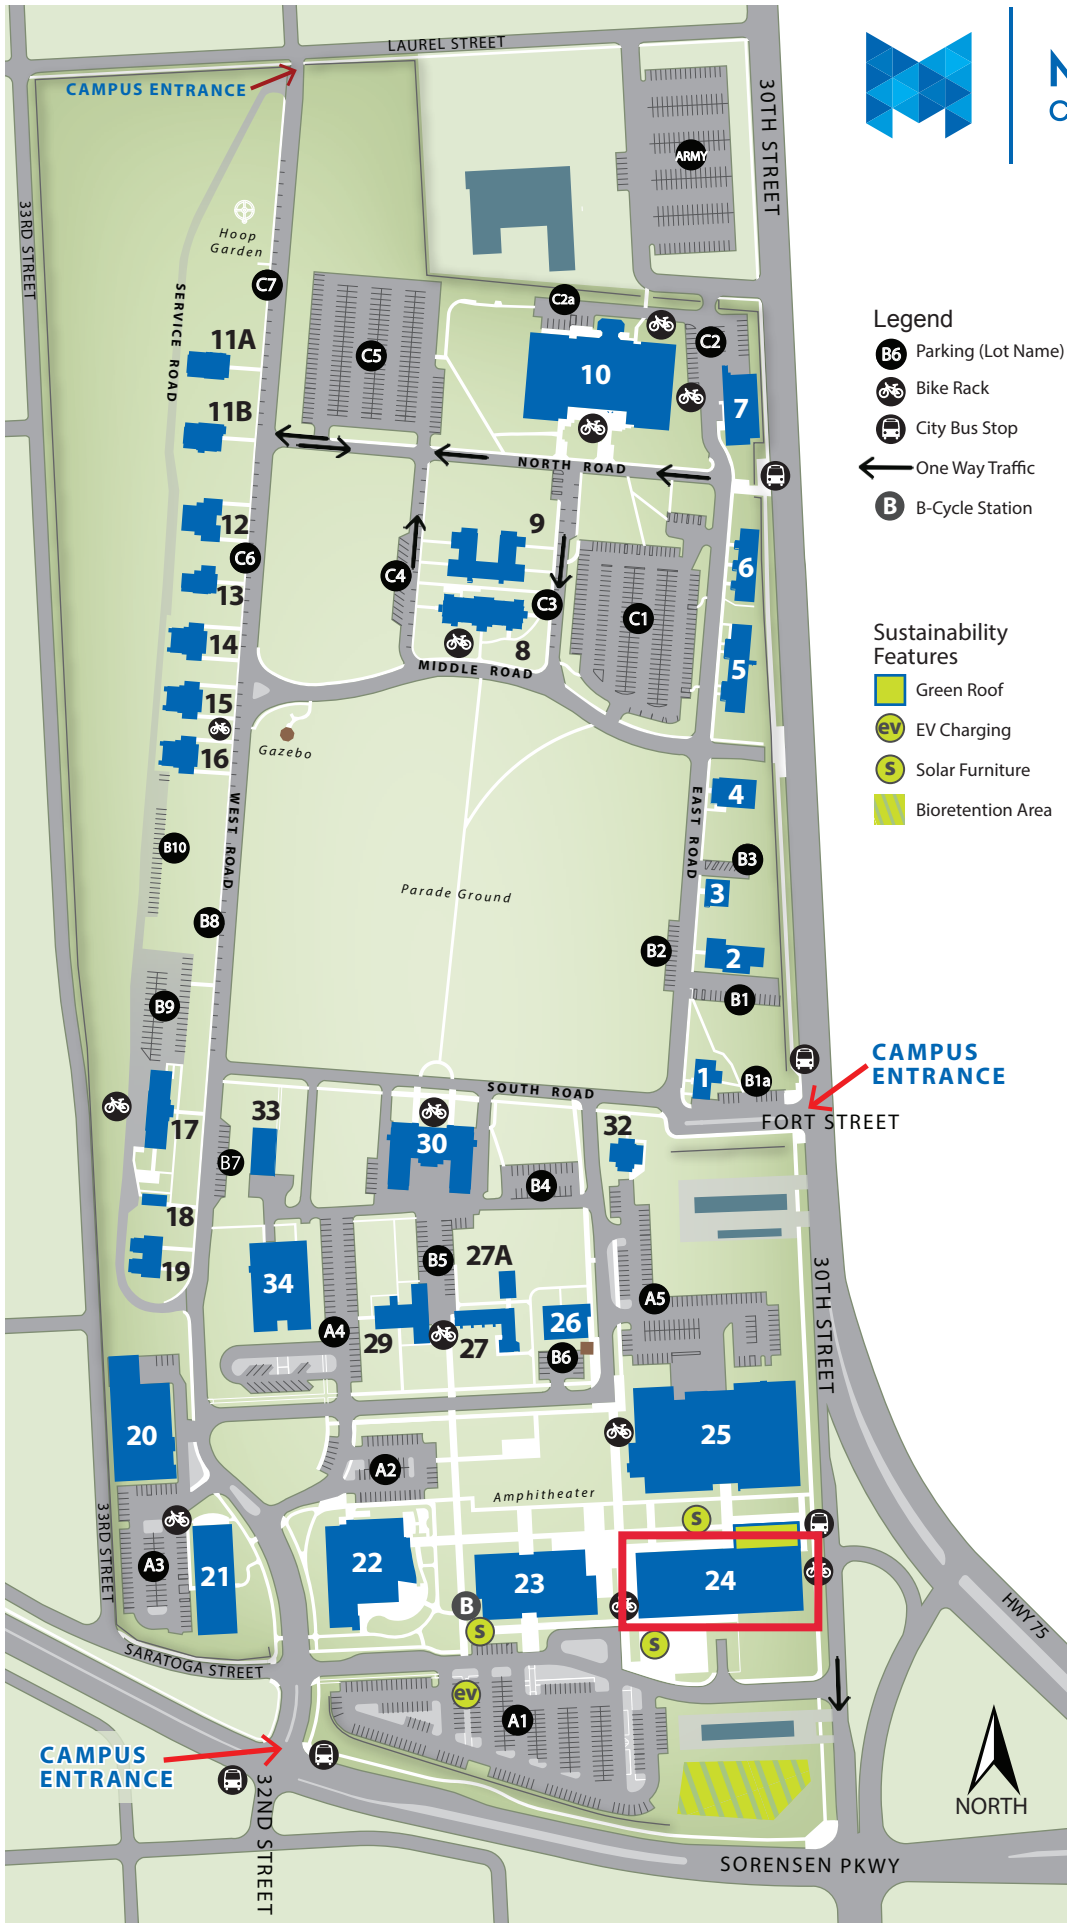 LAUREL STREET
CAMPUS ENTRANCE
30TH STREET
ARMY
33RD STREET
Hoop
Garden
C7
SERVICE ROAD
C2a
C2
C5
11A
10
7
11B
NORTH ROAD
9
12
C6
C4
6
13
C3
C1
14
8
5
MIDDLE ROAD
15
16
Gazebo
4
WEST ROAD
EAST ROAD
B10
B3
3
Parade Ground
B8
B2
2
B1
B9
SOUTH ROAD
1
B1a
CAMPUS
ENTRANCE
FORT STREET
17
33
30
32
B7
B4
18
19
34
B5
27A
A5
30TH STREET
A4
29
27
26
B6
20
25
A2
Amphitheater
S
33RD STREET
A3
21
22
23
24
B
S
S
SARATOGA STREET
ev
A1
HWY 75
CAMPUS
ENTRANCE
32ND STREET
NORTH
SORENSEN PKWY
Legend
B6 Parking (Lot Name)
Bike Rack
City Bus Stop
One Way Traffic
B B-Cycle Station
Sustainability
Features
Green Roof
ev EV Charging
S Solar Furniture
Bioretention Area